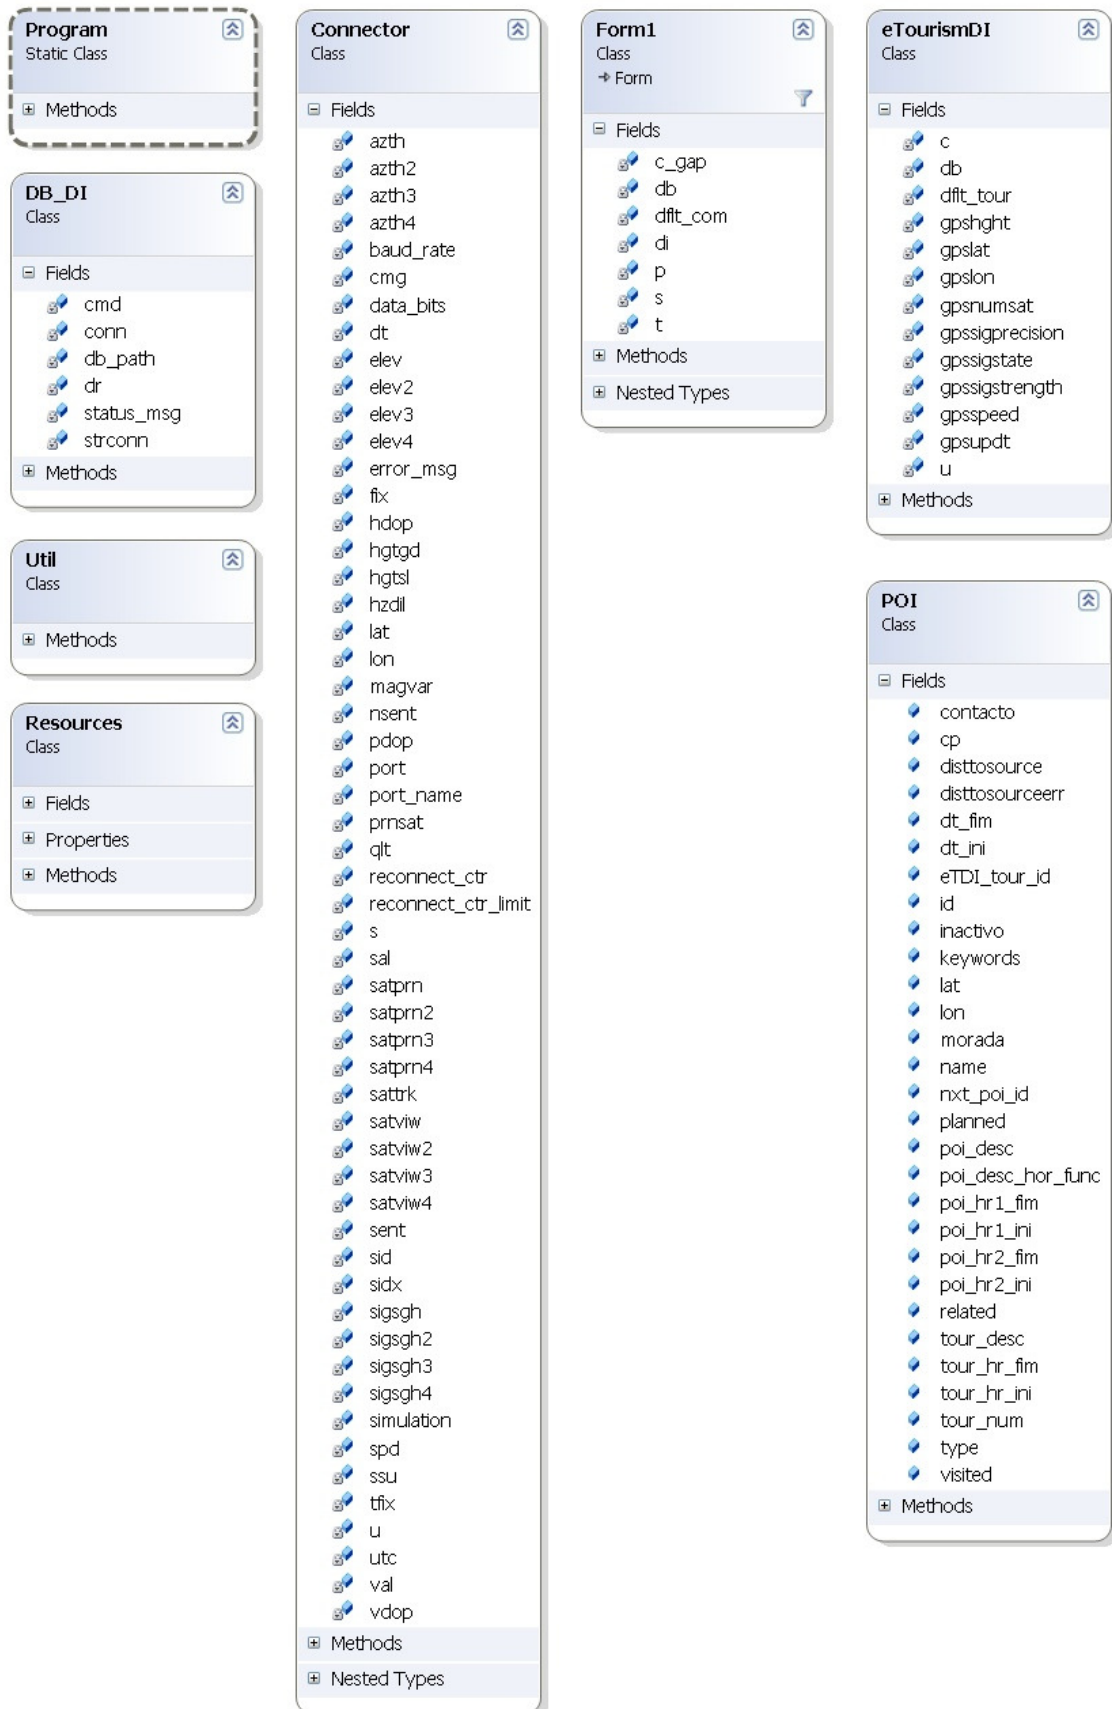 Program
Static Class
Methods
DB_DI
Class
Fields
cmd
conn
db_path
dr
status_msg
strconn
Methods
Util
Class
Methods
Resources
Class
Fields
Properties
Methods
Connector
Class
Fields
azth
azth2
azth3
azth4
baud_rate
cmg
data_bits
dt
elev
elev2
elev3
elev4
error_msg
fix
hdop
hgtgd
hgtsl
hzdil
lat
lon
magvar
nsent
pdop
port
port_name
prnsat
qlt
reconnect_ctr
reconnect_ctr_limit
s
sal
satprn
satprn2
satprn3
satprn4
sattrk
satviw
satviw2
satviw3
satviw4
sent
sid
sidx
sigsgh
sigsgh2
sigsgh3
sigsgh4
simulation
spd
ssu
tfix
u
utc
val
vdop
Methods
Nested Types
Form1
Class
Form
Fields
c_gap
db
dflt_com
di
p
s
t
Methods
Nested Types
eTourismDI
Class
Fields
c
db
dflt_tour
gpshght
gpslat
gpslon
gpsnumsat
gpssigprecision
gpssigstate
gpssigstrength
gpsspeed
gpsupdt
u
Methods
POI
Class
Fields
contacto
cp
disttosource
disttosourceerr
dt_fim
dt_ini
eTDI_tour_id
id
inactivo
keywords
lat
lon
morada
name
nxt_poi_id
planned
poi_desc
poi_desc_hor_func
poi_hr1_fim
poi_hr1_ini
poi_hr2_fim
poi_hr2_ini
related
tour_desc
tour_hr_fim
tour_hr_ini
tour_num
type
visited
Methods